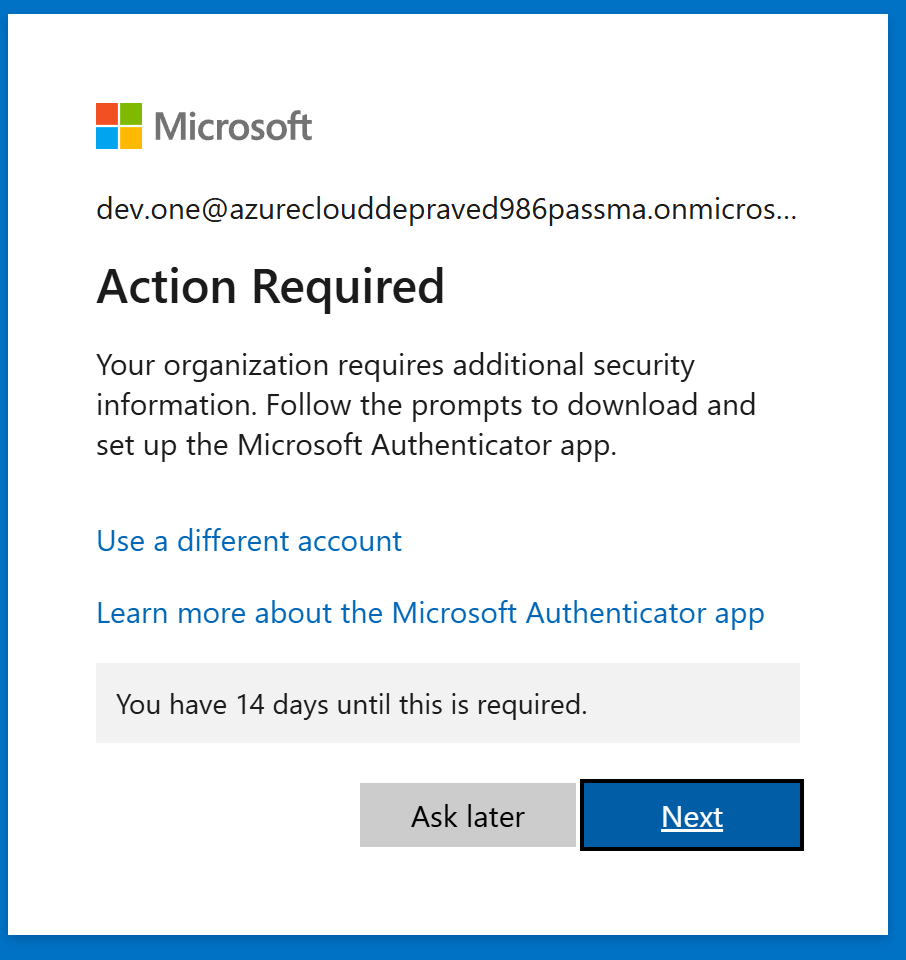 Microsoft
dev.one@azureclouddepraved986passma.onmicros...
Action Required
Your organization requires additional security
information. Follow the prompts to download and
set up the Microsoft Authenticator app.
Use a different account
Learn more about the Microsoft Authenticator app
You have 14 days until this is required.
Ask later
Next